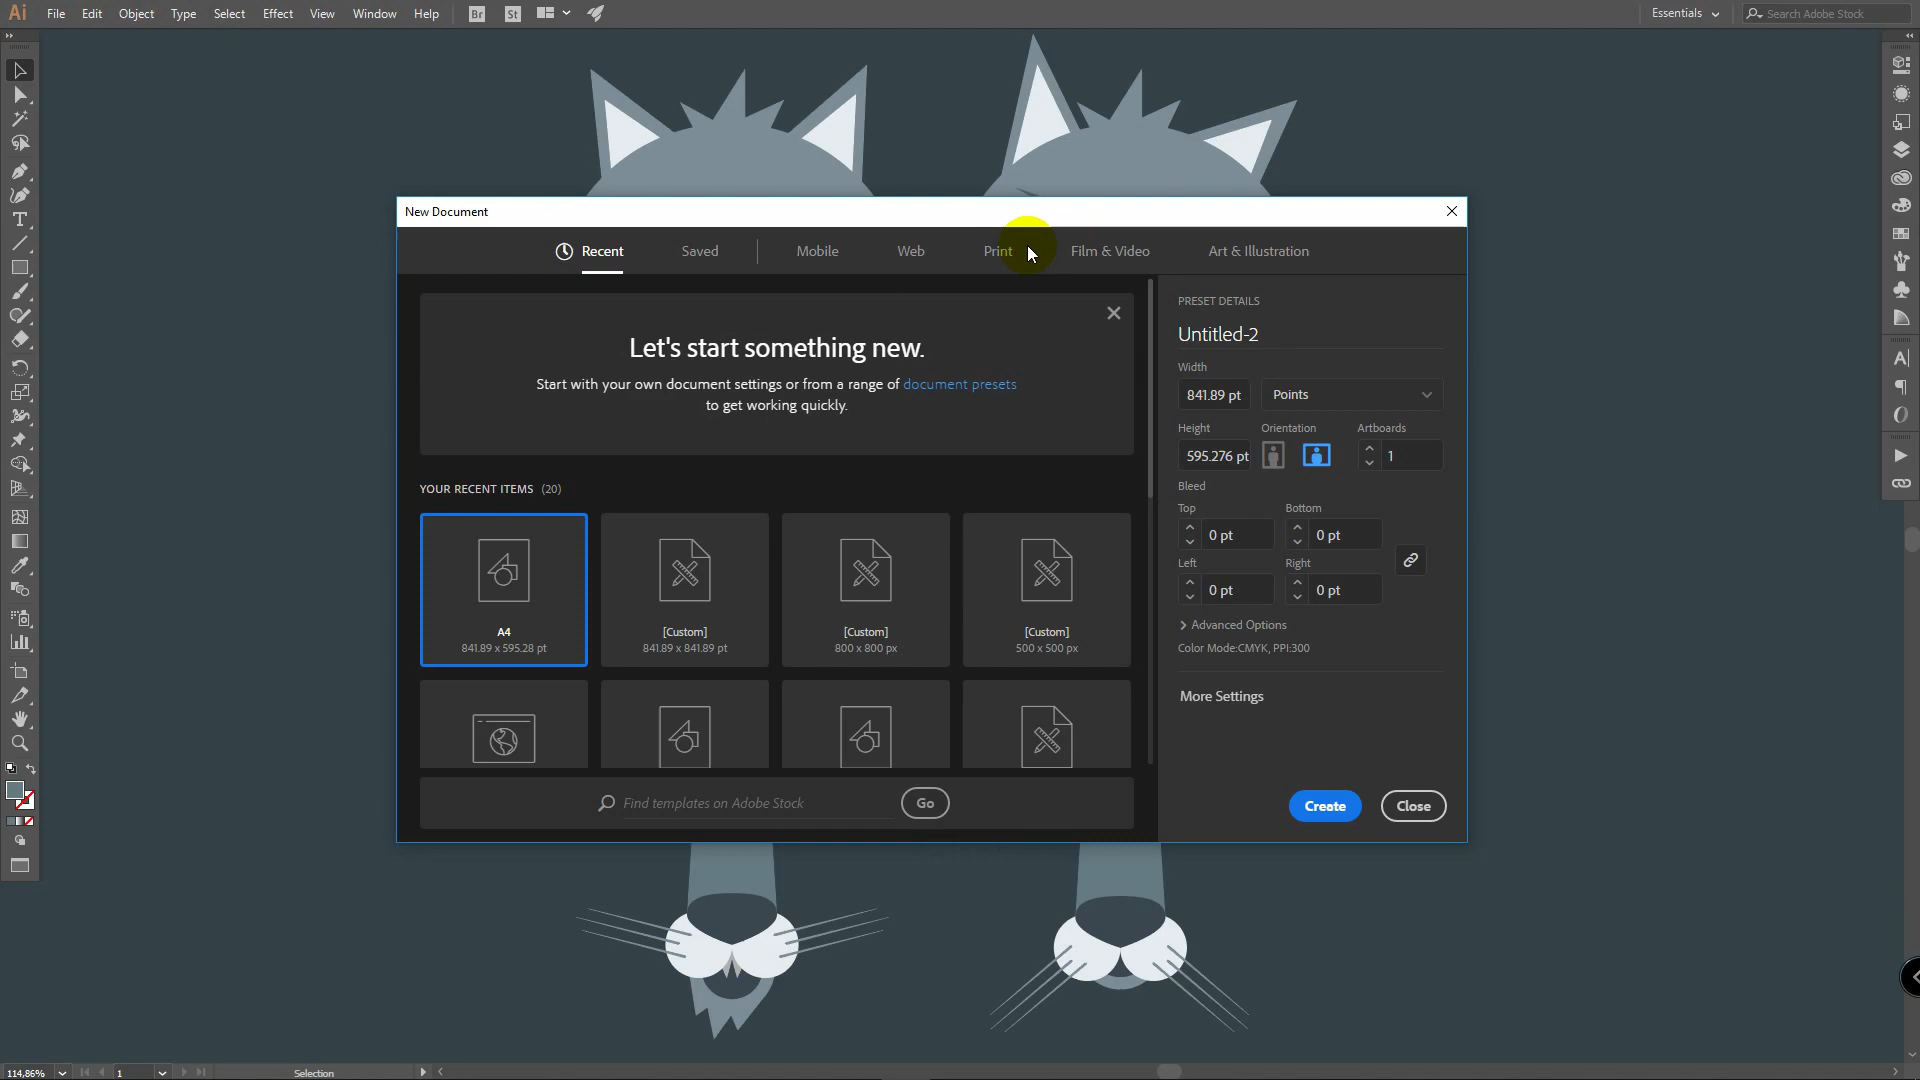 Ai File Edit Object Type Select Effect View Window Help Br St Essentials Search Adobe Stock
New Document
Recent Saved Mobile Web Print Film & Video Art & Illustration
Let's start something new.
Start with your own document settings or from a range of document presets
to get working quickly.
YOUR RECENT ITEMS (20)
A4
841.89 x 595.28 pt
[Custom]
841.89 x 841.89 pt
[Custom]
800 x 800 px
[Custom]
500 x 500 px
Find templates on Adobe Stock Go
PRESET DETAILS
Untitled-2
Width
841.89 pt Points
Height Orientation Artboards
595.276 pt 1
Bleed
Top Bottom
0 pt 0 pt
Left Right
0 pt 0 pt
Advanced Options
Color Mode:CMYK, PPI:300
More Settings
Create Close
114,86% 1 Selection